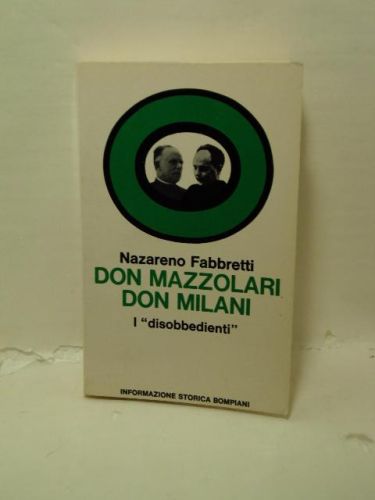 Nazareno Fabbretti
DON MAZZOLARI
DON MILANI
I "disobbedienti"
INFORMAZIONE STORICA BOMPIANI